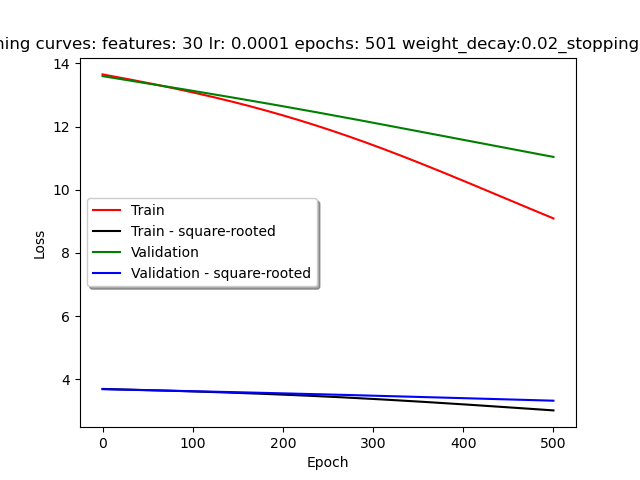 curves: features: 30 lr: 0.0001 epochs: 501 weight_decay:0.02_stopping
14
12
10
8
6
4
Loss
Train
Train - square-rooted
Validation
Validation - square-rooted
0
100
200
300
400
500
Epoch